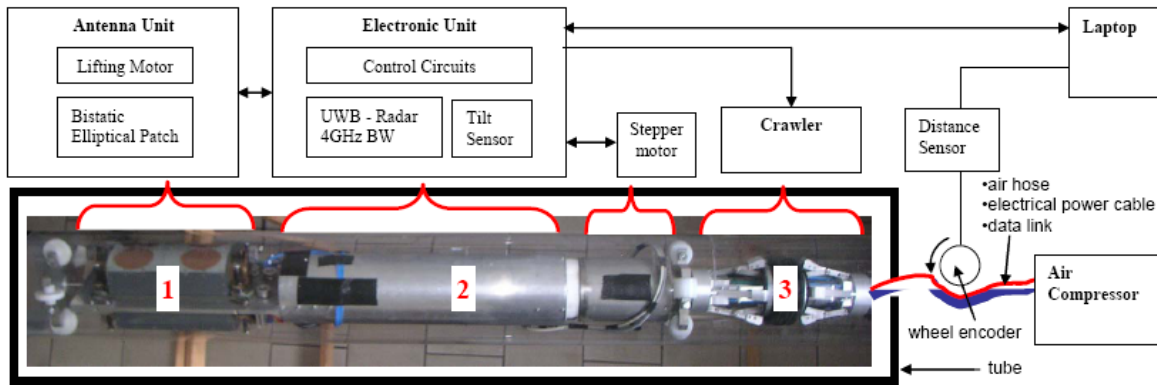 Antenna Unit
Lifting Motor
Bistatic
Elliptical Patch
Electronic Unit
Control Circuits
UWB - Radar
4GHz BW
Tilt
Sensor
Stepper
motor
Crawler
Laptop
Distance
Sensor
•air hose
•electrical power cable
•data link
Air
Compressor
wheel encoder
tube
1
2
3